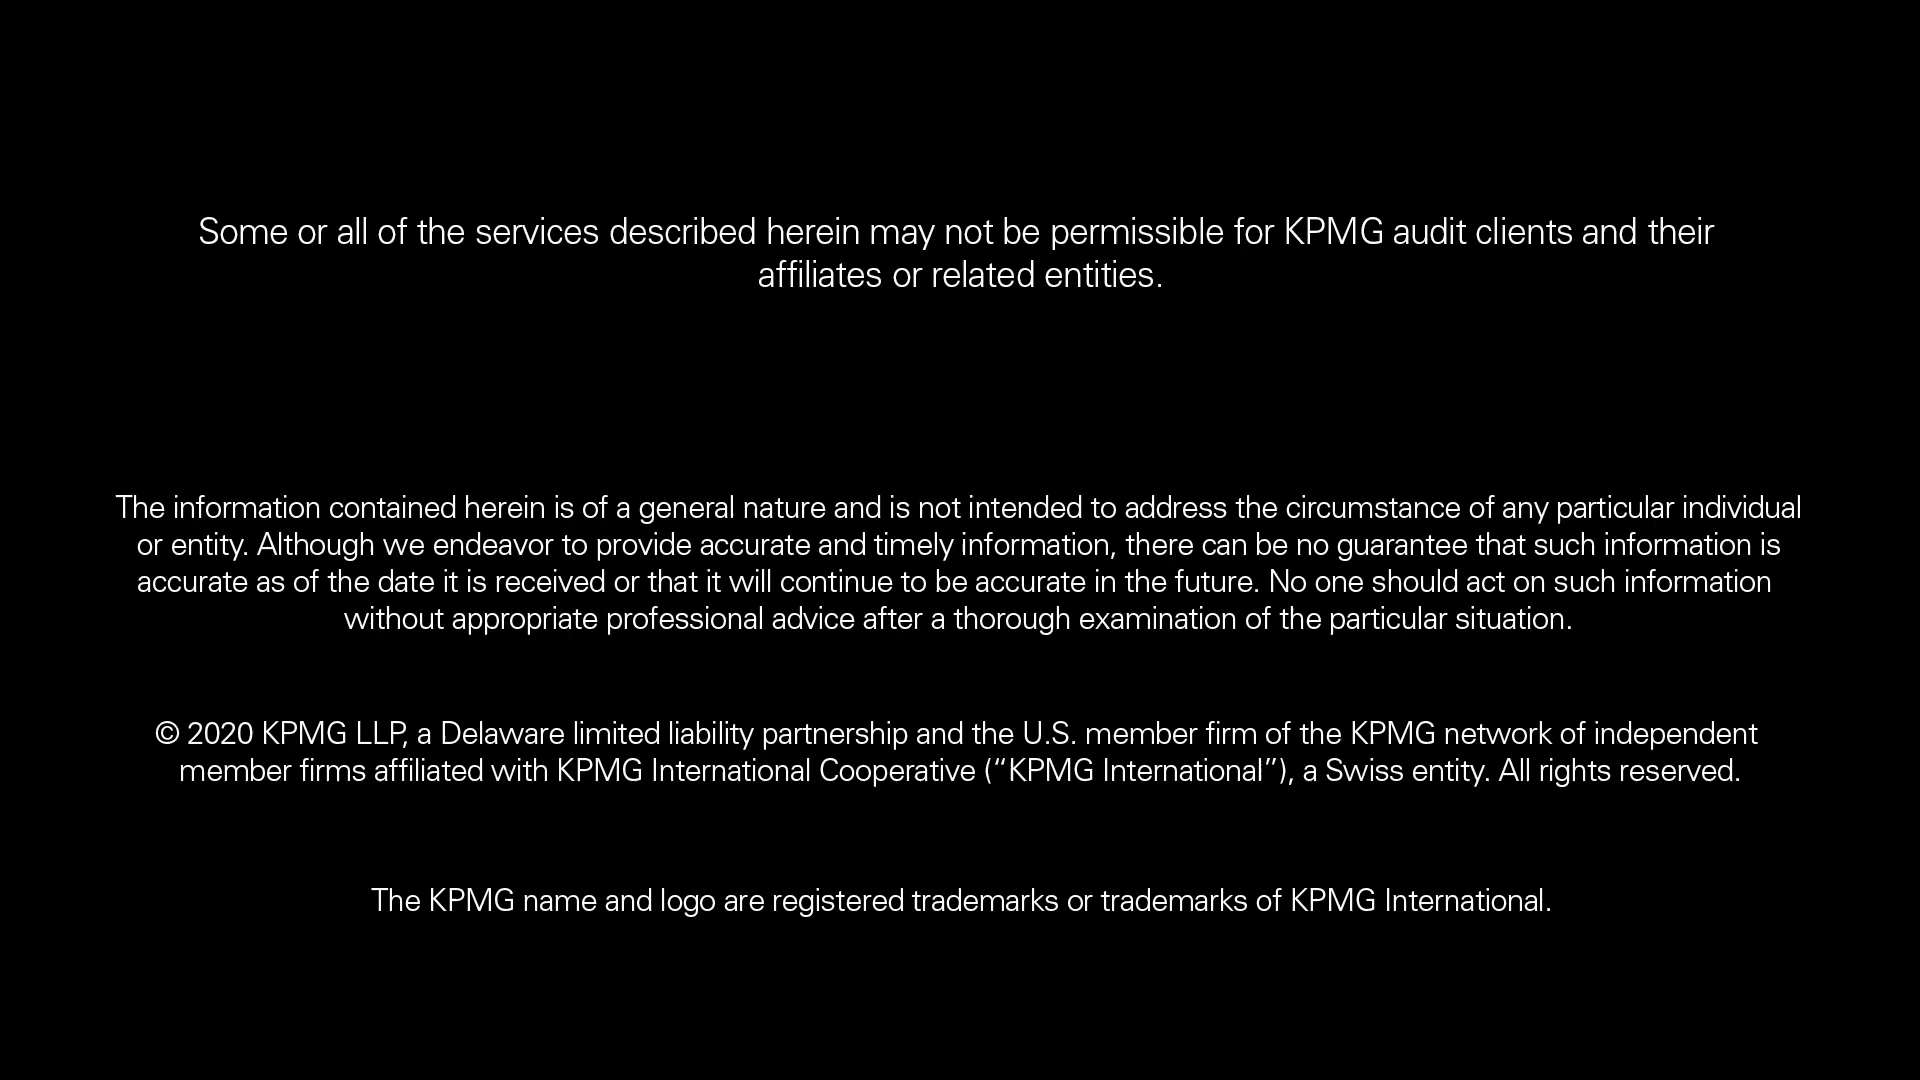 Some or all of the services described herein may not be permissible for KPMG audit clients and their
affiliates or related entities.
The information contained herein is of a general nature and is not intended to address the circumstance of any particular individual
or entity. Although we endeavor to provide accurate and timely information, there can be no guarantee that such information is
accurate as of the date it is received or that it will continue to be accurate in the future. No one should act on such information
without appropriate professional advice after a thorough examination of the particular situation.
© 2020 KPMG LLP, a Delaware limited liability partnership and the U.S. member firm of the KPMG network of independent
member firms affiliated with KPMG International Cooperative (“KPMG International”), a Swiss entity. All rights reserved.
The KPMG name and logo are registered trademarks or trademarks of KPMG International.